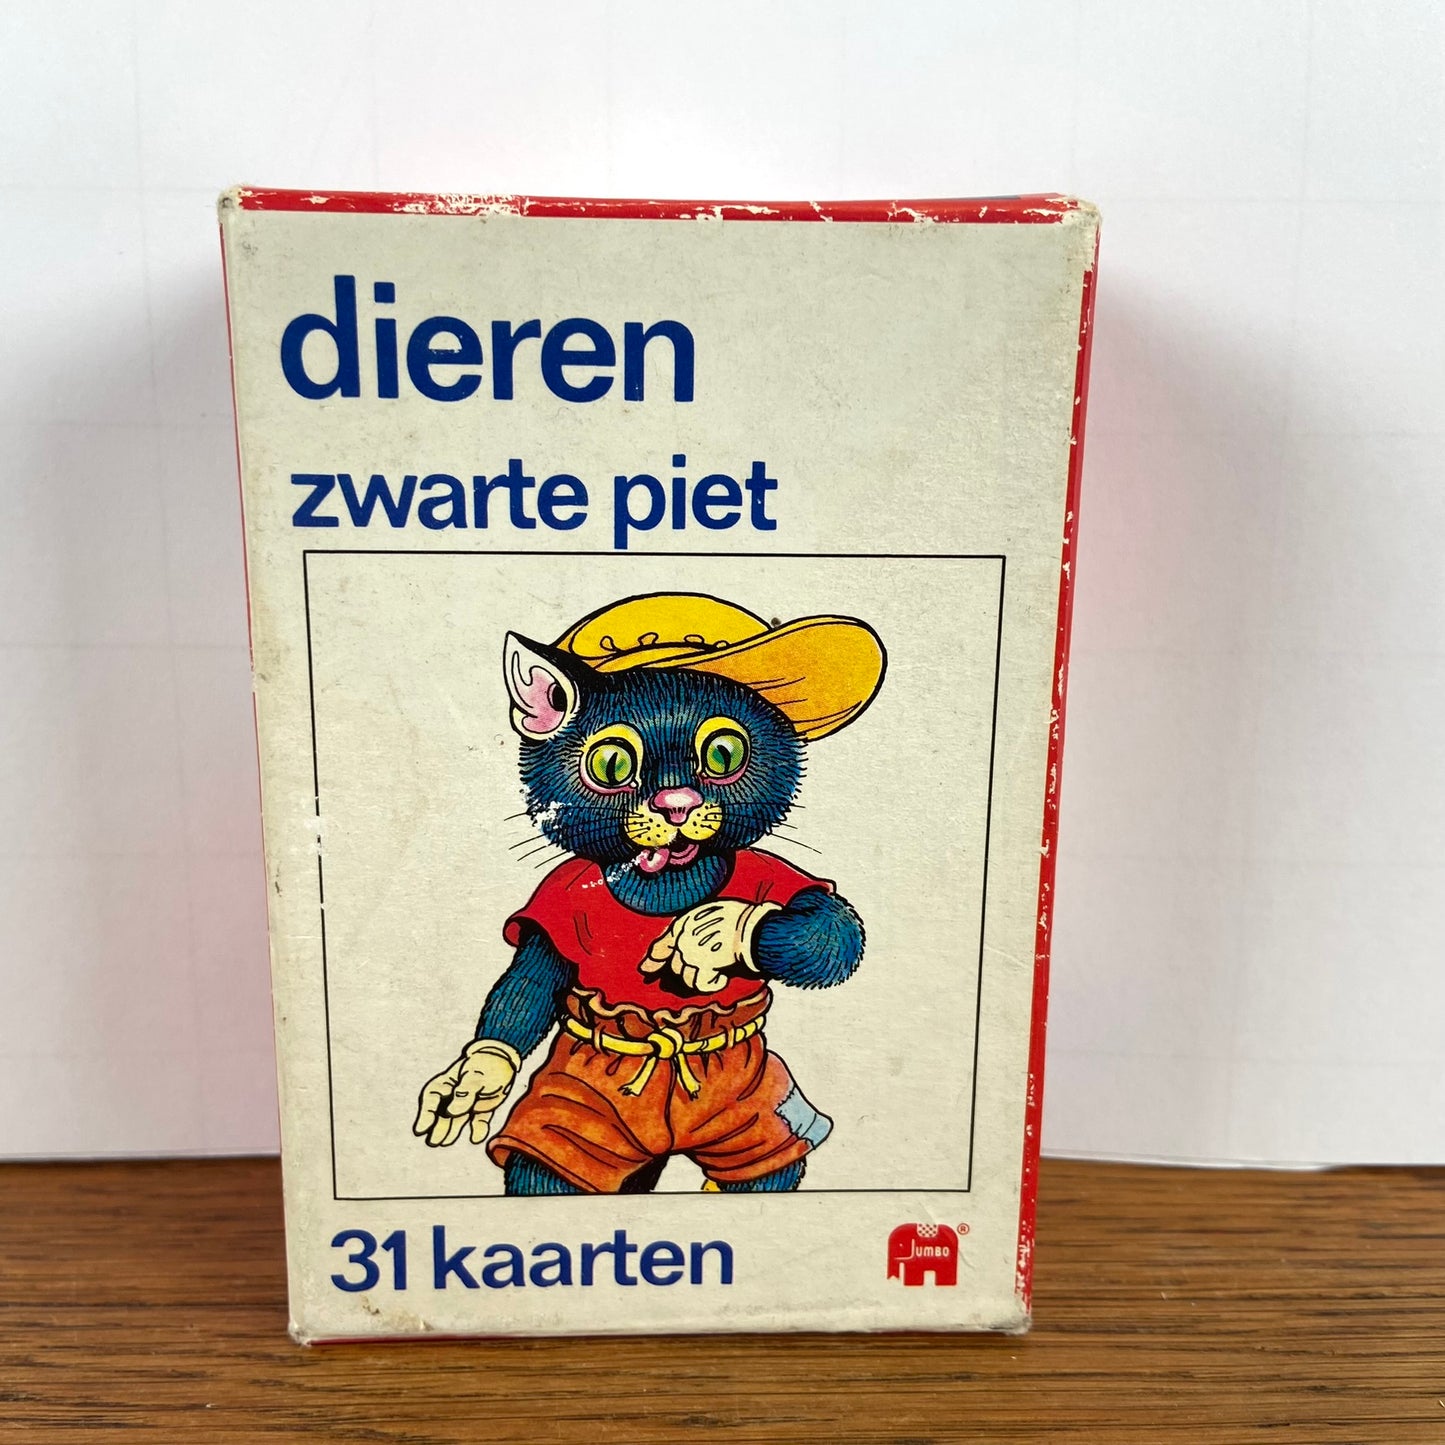 dieren
zwarte piet
31 kaarten
JUMBO ®